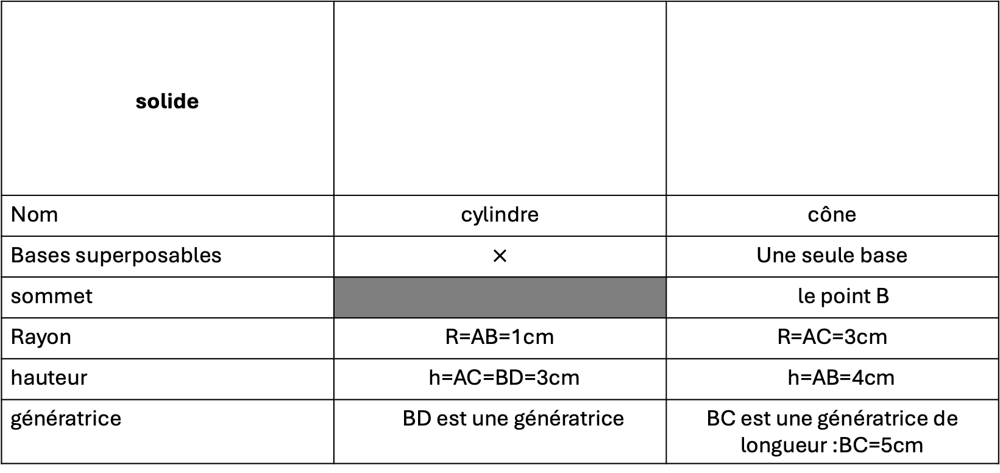 solide
Nom cylindre cône
Bases superposables × Une seule base
sommet le point B
Rayon R=AB=1cm R=AC=3cm
hauteur h=AC=BD=3cm h=AB=4cm
génératrice BD est une génératrice BC est une génératrice de
longueur :BC=5cm